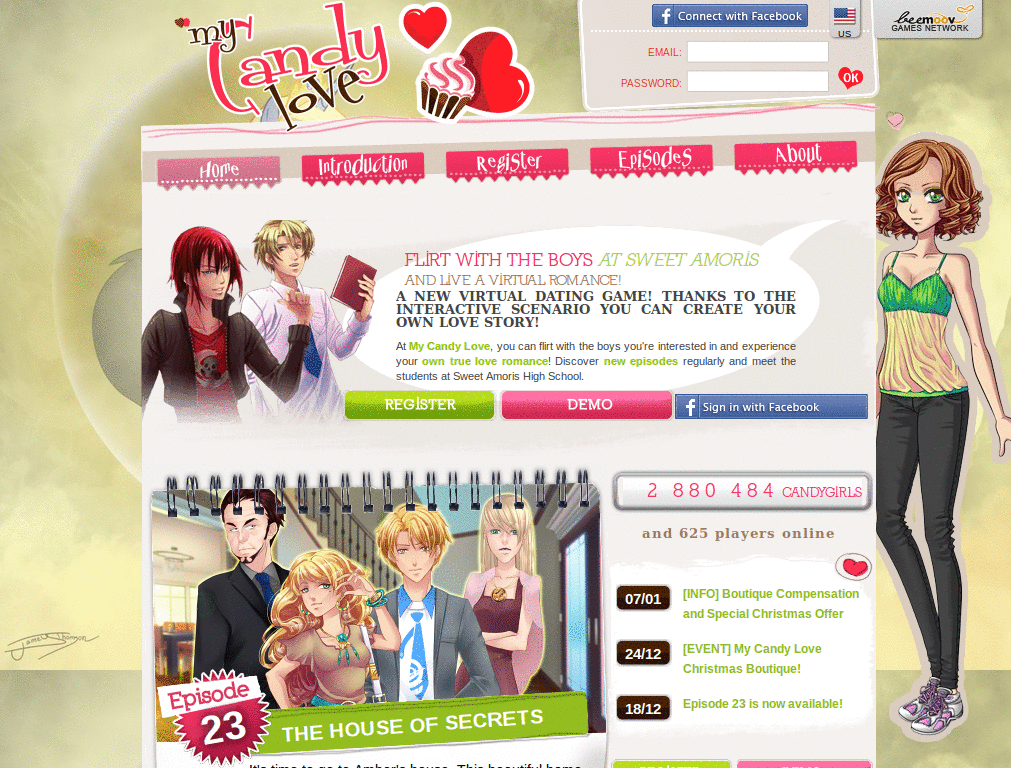 my Candy love
Connect with Facebook
US
beemoov
GAMES NETWORK
EMAIL:
PASSWORD:
OK
Home
Introduction
Register
Episodes
About
FLIRT WITH THE BOYS AT SWEET AMORIS
AND LIVE A VIRTUAL ROMANCE!
A NEW VIRTUAL DATING GAME! THANKS TO THE
INTERACTIVE SCENARIO YOU CAN CREATE YOUR
OWN LOVE STORY!
At My Candy Love, you can flirt with the boys you're interested in and experience
your own true love romance! Discover new episodes regularly and meet the
students at Sweet Amoris High School.
REGISTER
DEMO
Sign in with Facebook
2 880 484 CANDYGIRLS
and 625 players online
07/01
[INFO] Boutique Compensation
and Special Christmas Offer
24/12
[EVENT] My Candy Love
Christmas Boutique!
18/12
Episode 23 is now available!
Episode
23
THE HOUSE OF SECRETS
It's time to go to Amber's house. This beautiful home
REGISTER
DEMO